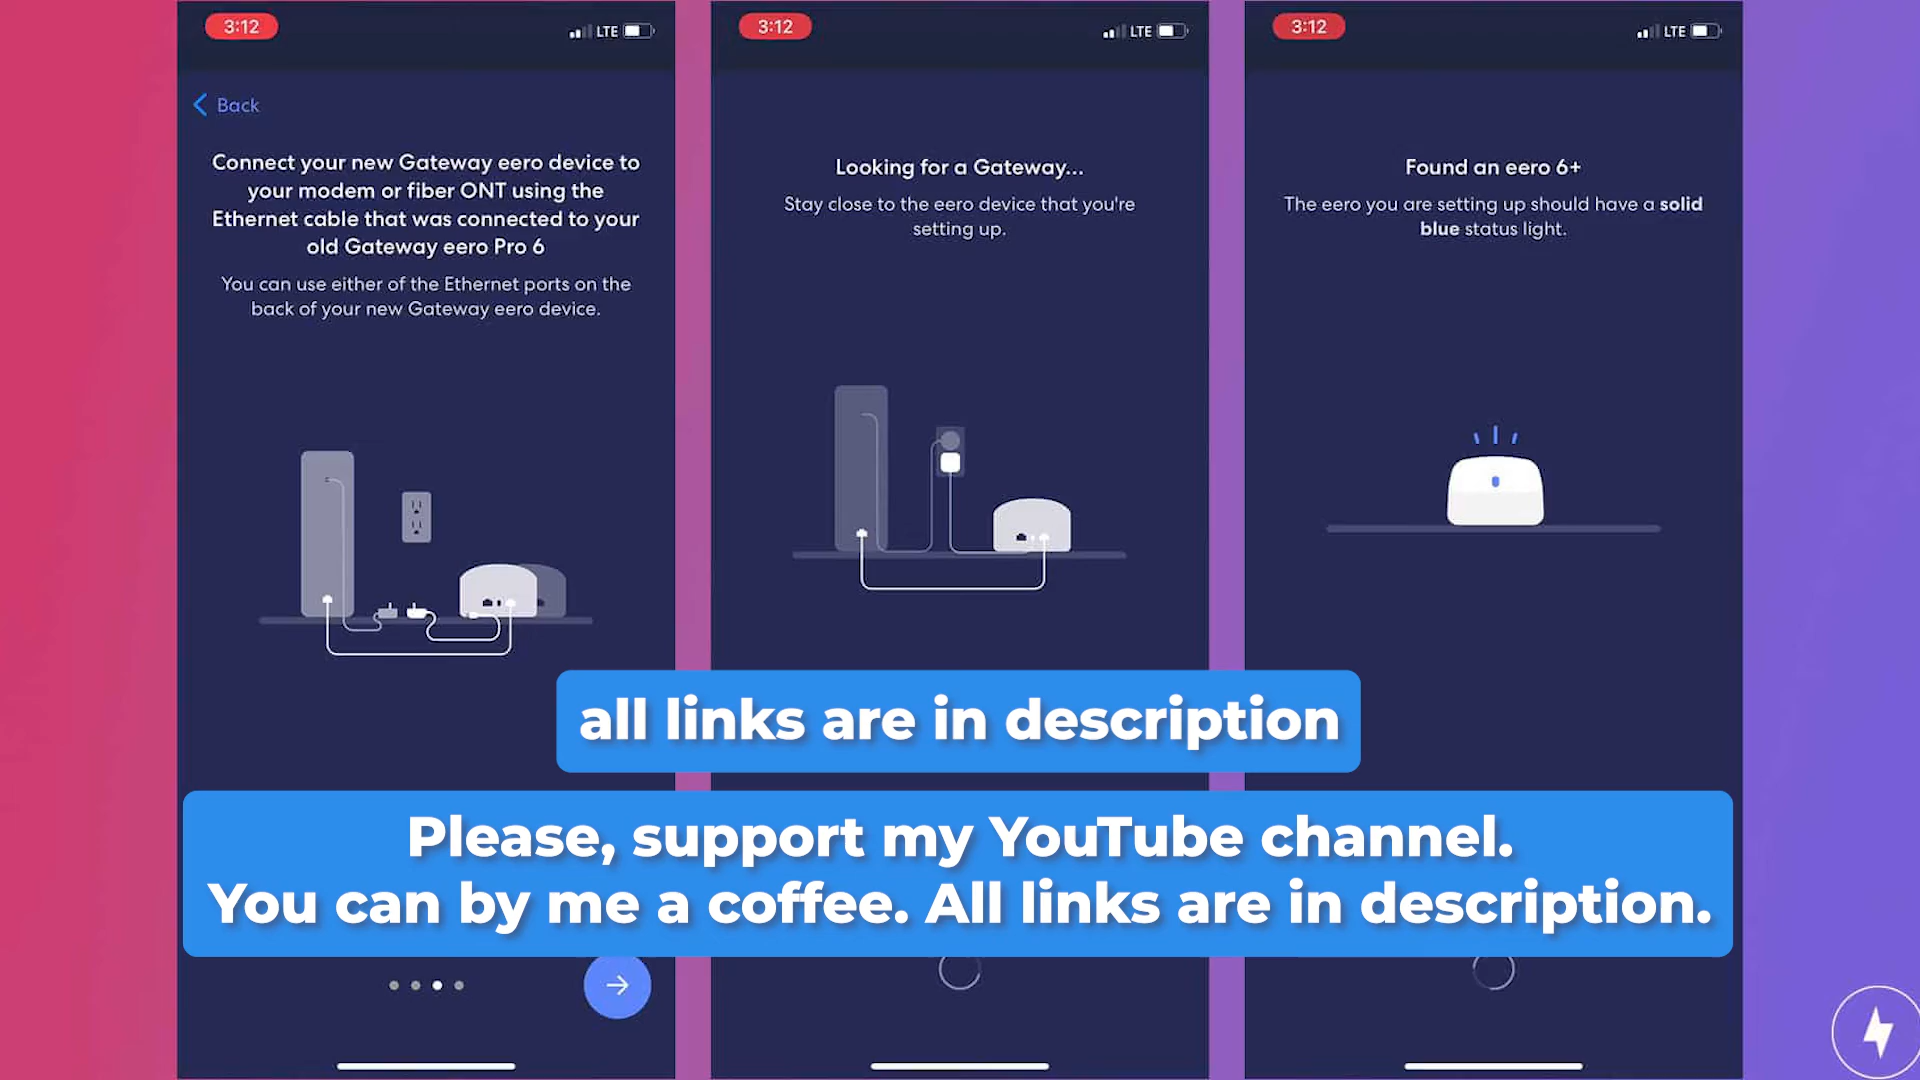 3:12
LTE
Back
Connect your new Gateway eero device to
your modem or fiber ONT using the
Ethernet cable that was connected to your
old Gateway eero Pro 6
You can use either of the Ethernet ports on the
back of your new Gateway eero device.
3:12
LTE
Looking for a Gateway...
Stay close to the eero device that you're
setting up.
3:12
LTE
Found an eero 6+
The eero you are setting up should have a solid
blue status light.
all links are in description
Please, support my YouTube channel.
You can by me a coffee. All links are in description.